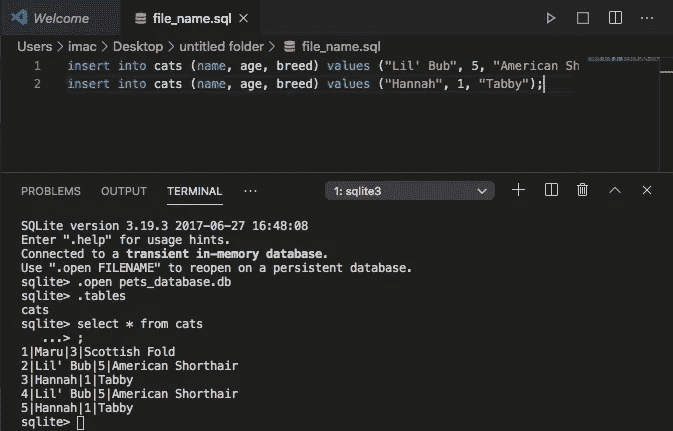 Welcome
file_name.sql
Users > imac > Desktop > untitled folder > file_name.sql
1 insert into cats (name, age, breed) values ("Lil' Bub", 5, "American Sh
2 insert into cats (name, age, breed) values ("Hannah", 1, "Tabby");
PROBLEMS OUTPUT TERMINAL ··· 1: sqlite3
SQLite version 3.19.3 2017-06-27 16:48:08
Enter ".help" for usage hints.
Connected to a transient in-memory database.
Use ".open FILENAME" to reopen on a persistent database.
sqlite> .open pets_database.db
sqlite> .tables
cats
sqlite> select * from cats
...> ;
1|Maru|3|Scottish Fold
2|Lil' Bub|5|American Shorthair
3|Hannah|1|Tabby
4|Lil' Bub|5|American Shorthair
5|Hannah|1|Tabby
sqlite>